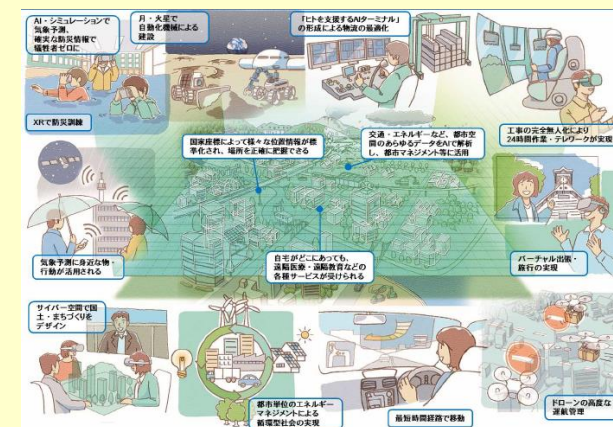 AI・シミュレーションで
気象予測、
確実な防災情報で
犠牲者ゼロに
月・火星で
自動化機械による
建設
「ヒトを支援するAIターミナル」
の形成による物流の最適化
XRで防災訓練
国家座標によって様々な位置情報が標
準化され、場所を正確に把握できる
交通・エネルギーなど、都市空
間のあらゆるデータをAIで解析
し、都市マネジメント等に活用
工事の完全無人化により
24時間作業・テレワークが実現
気象予測に身近な物・
行動が活用される
自宅がどこにあっても、
遠隔医療・遠隔教育などの
各種サービスが受けられる
バーチャル出張・
旅行の実現
サイバー空間で国
土・まちづくりを
デザイン
都市単位のエネルギー
マネジメントによる
循環型社会の実現
最短時間経路で移動
ドローンの高度な
運航管理